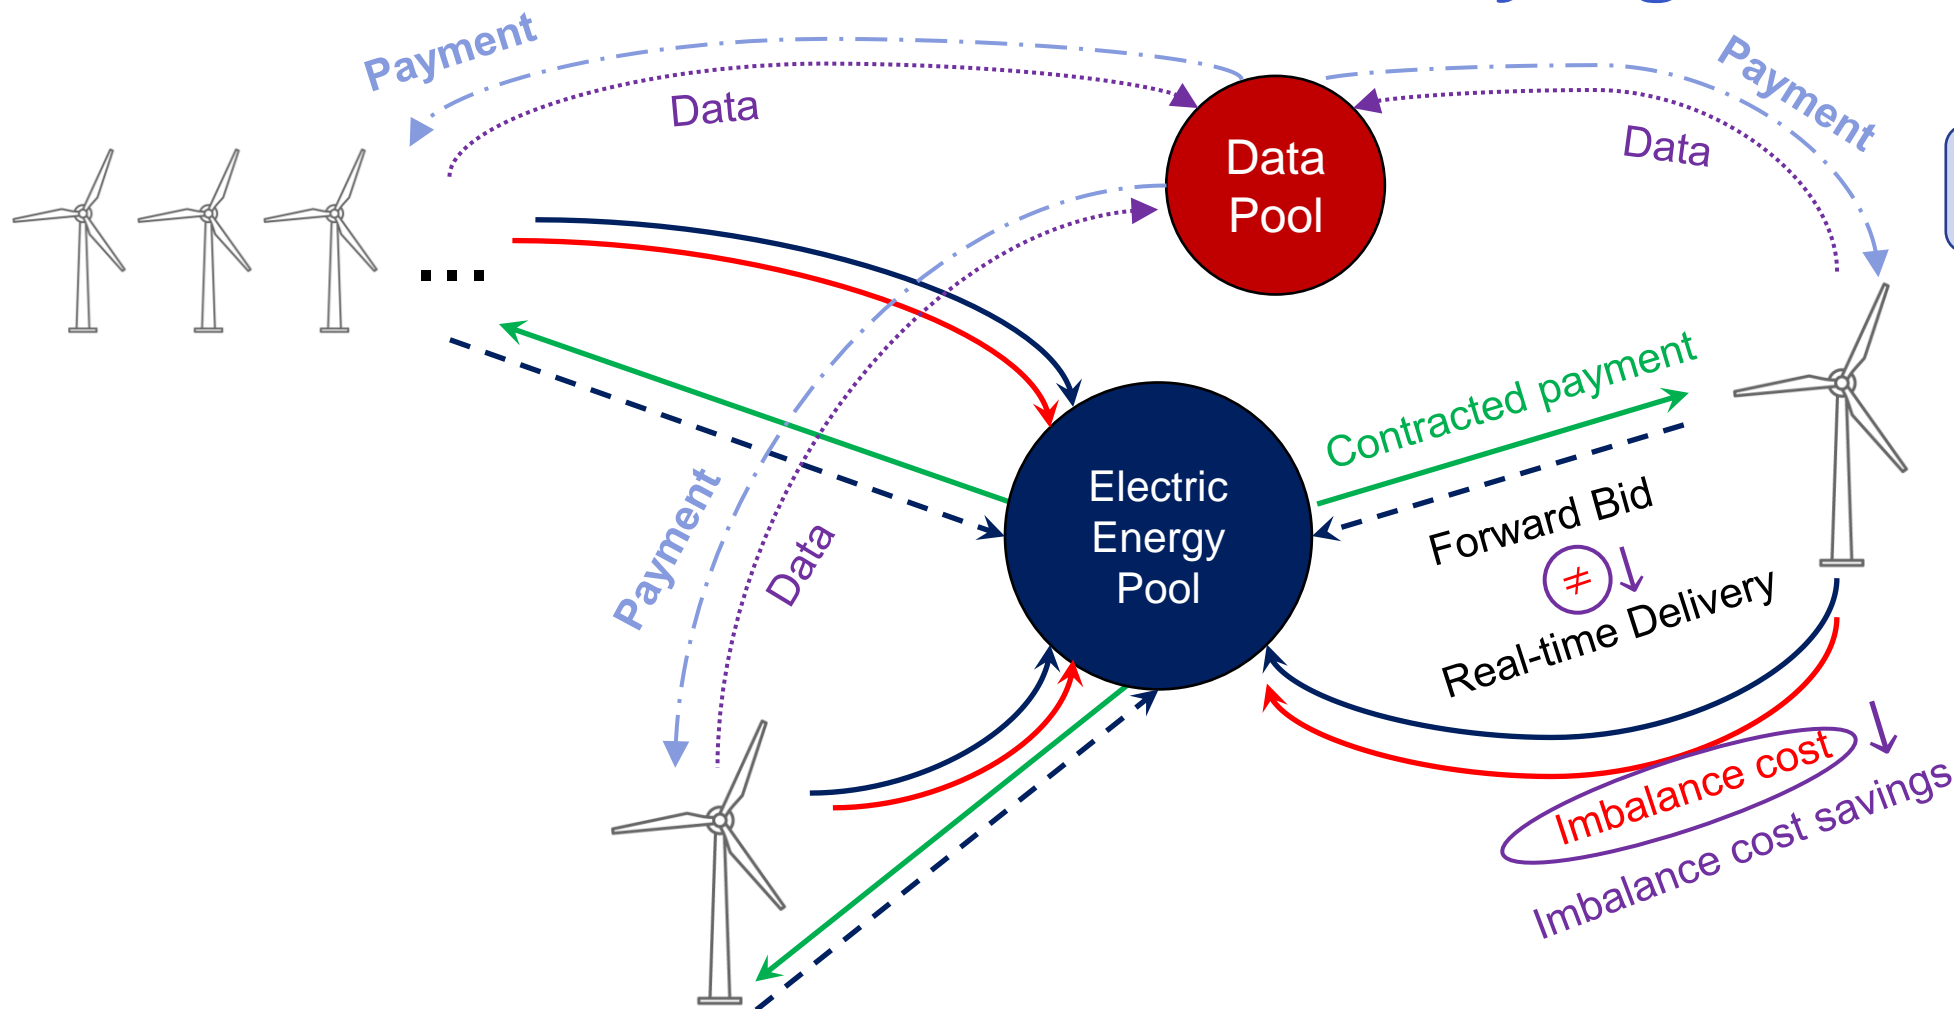 Payment
Data
Data
Pool
Payment
Data
...
Contracted payment
Electric
Energy
Pool
Forward Bid
≠ ↓
Real-time Delivery
Payment
Data
Imbalance cost ↓
Imbalance cost savings